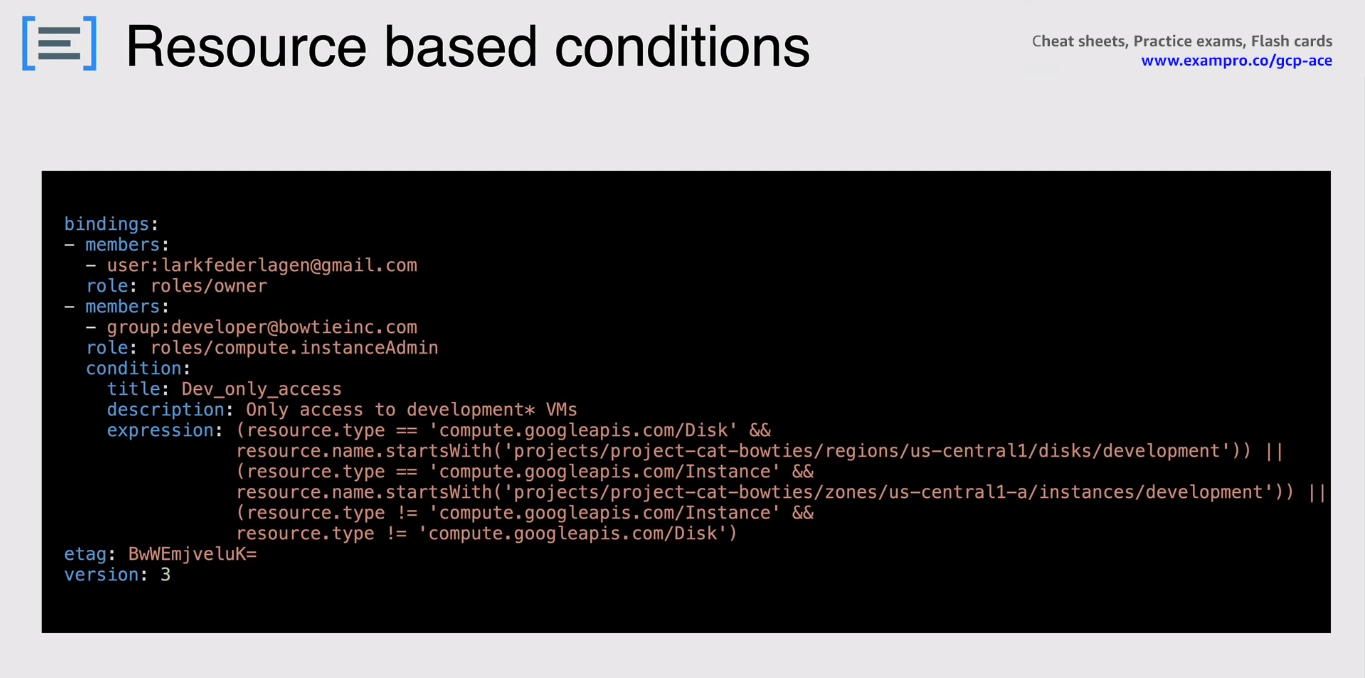 Resource based conditions
Cheat sheets, Practice exams, Flash cards
www.exampro.co/gcp-ace
bindings:
- members:
  - user:larkfederlagen@gmail.com
  role: roles/owner
- members:
  - group:developer@bowtieinc.com
  role: roles/compute.instanceAdmin
  condition:
    title: Dev_only_access
    description: Only access to development* VMs
    expression: (resource.type == 'compute.googleapis.com/Disk' &&
                resource.name.startsWith('projects/project-cat-bowties/regions/us-central1/disks/development')) ||
                (resource.type == 'compute.googleapis.com/Instance' &&
                resource.name.startsWith('projects/project-cat-bowties/zones/us-central1-a/instances/development')) ||
                (resource.type != 'compute.googleapis.com/Instance' &&
                resource.type != 'compute.googleapis.com/Disk')
etag: BwWEmjveluK=
version: 3